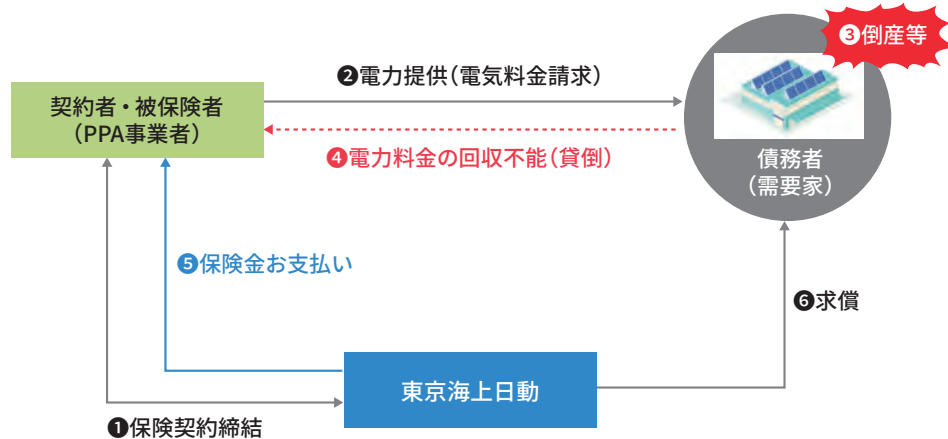 ❸倒産等
❷電力提供(電気料金請求)
契約者・被保険者
(PPA事業者)
❹電力料金の回収不能(貸倒)
債務者
(需要家)
❺保険金お支払い
❻求償
東京海上日動
❶保険契約締結